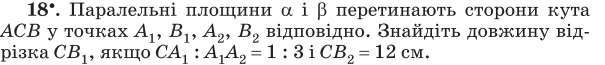 18•. Паралельні площини α і β перетинають сторони кута
ACB у точках A₁, B₁, A₂, B₂ відповідно. Знайдіть довжину від-
різка CB₁, якщо CA₁ : A₁A₂ = 1 : 3 і CB₂ = 12 см.